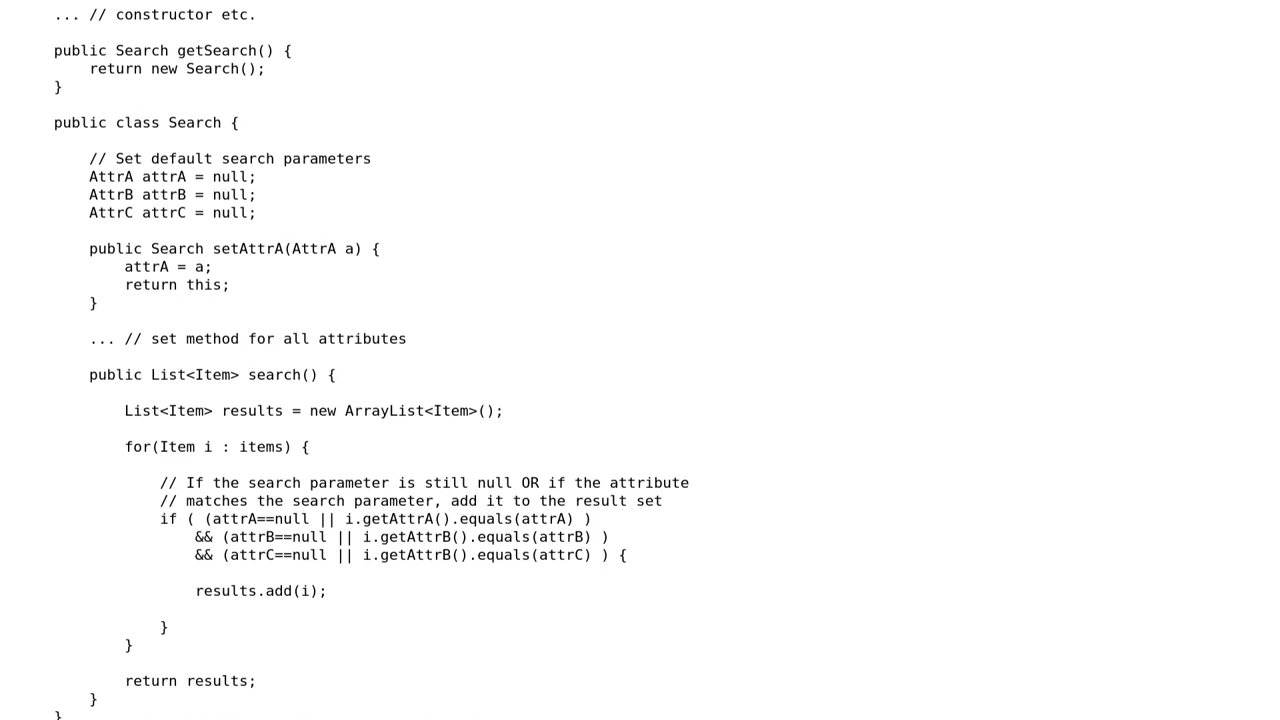 ... // constructor etc.
public Search getSearch() {
return new Search();
}
public class Search {
// Set default search parameters
AttrA attrA = null;
AttrB attrB = null;
AttrC attrC = null;
public Search setAttrA(AttrA a) {
attrA = a;
return this;
}
... // set method for all attributes
public List<Item> search() {
List<Item> results = new ArrayList<Item>();
for(Item i : items) {
// If the search parameter is still null OR if the attribute
// matches the search parameter, add it to the result set
if ( (attrA==null || i.getAttrA().equals(attrA) )
&& (attrB==null || i.getAttrB().equals(attrB) )
&& (attrC==null || i.getAttrB().equals(attrC) ) {
results.add(i);
}
}
return results;
}
}